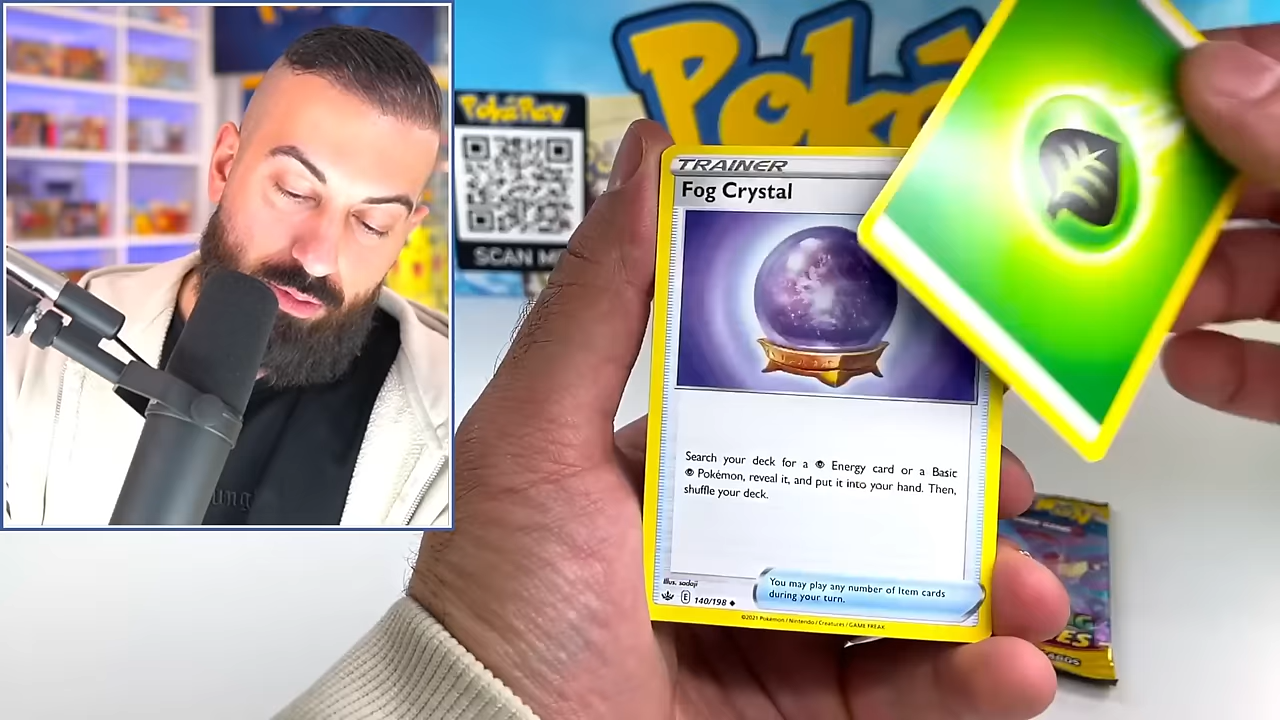 PokéRev
SCAN M
Poké
TRAINER
Fog Crystal
Search your deck for a Energy card or a Basic
Pokémon, reveal it, and put it into your hand. Then,
shuffle your deck.
You may play any number of Item cards
during your turn.
Illus. sadaji
E 140/198
©2021 Pokémon / Nintendo / Creatures / GAME FREAK